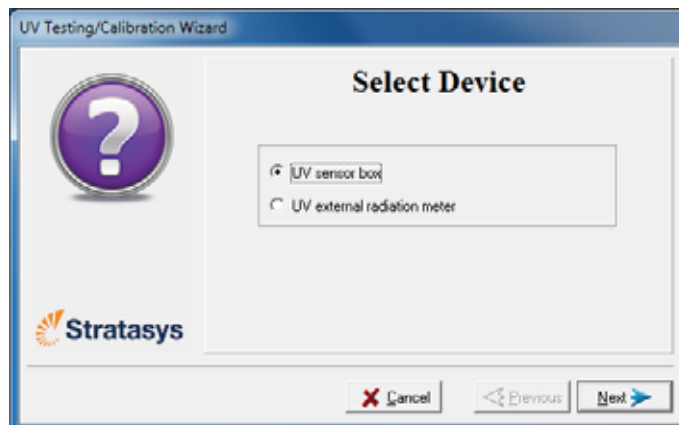 UV Testing/Calibration Wizard
Select Device
UV sensor box
UV external radiation meter
Stratasys
Cancel
Previous
Next